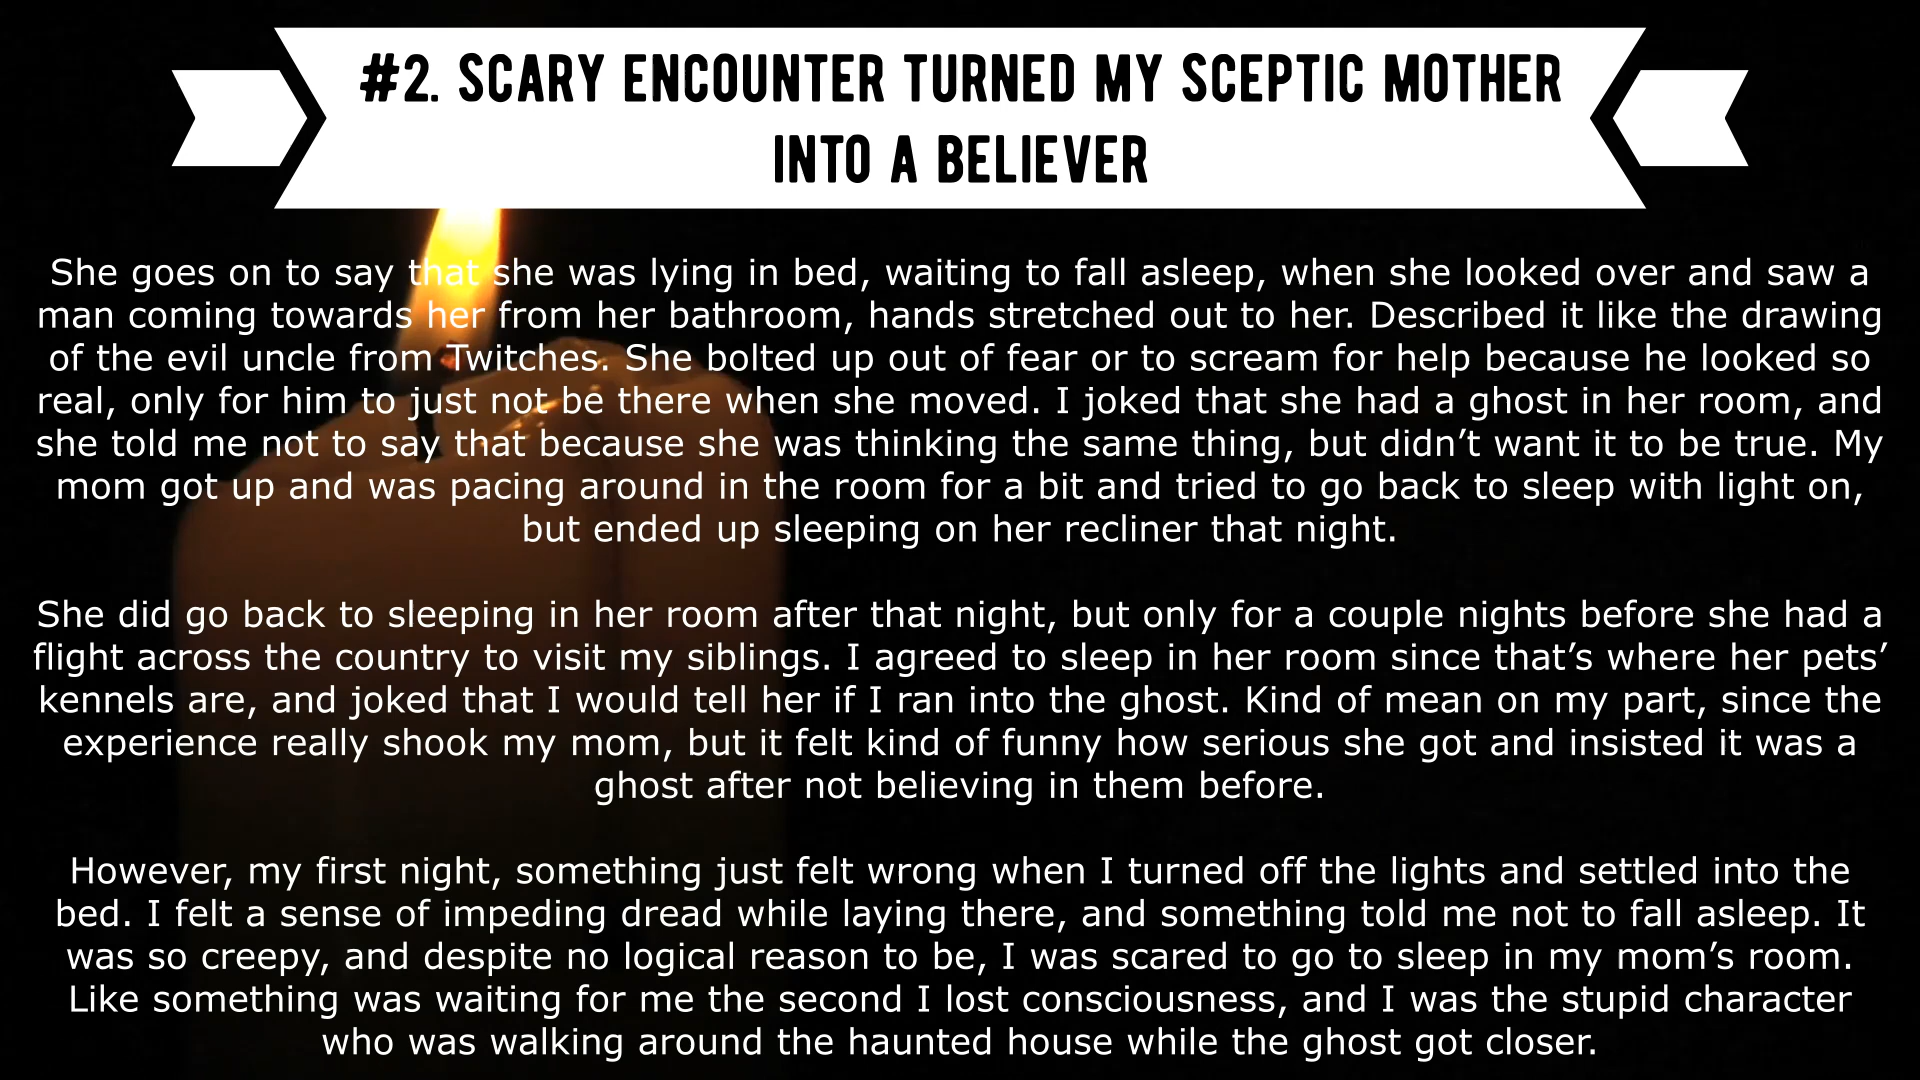 #2. SCARY ENCOUNTER TURNED MY SCEPTIC MOTHER
INTO A BELIEVER
She goes on to say that she was lying in bed, waiting to fall asleep, when she looked over and saw a
man coming towards her from her bathroom, hands stretched out to her. Described it like the drawing
of the evil uncle from Twitches. She bolted up out of fear or to scream for help because he looked so
real, only for him to just not be there when she moved. I joked that she had a ghost in her room, and
she told me not to say that because she was thinking the same thing, but didn’t want it to be true. My
mom got up and was pacing around in the room for a bit and tried to go back to sleep with light on,
but ended up sleeping on her recliner that night.
She did go back to sleeping in her room after that night, but only for a couple nights before she had a
flight across the country to visit my siblings. I agreed to sleep in her room since that’s where her pets’
kennels are, and joked that I would tell her if I ran into the ghost. Kind of mean on my part, since the
experience really shook my mom, but it felt kind of funny how serious she got and insisted it was a
ghost after not believing in them before.
However, my first night, something just felt wrong when I turned off the lights and settled into the
bed. I felt a sense of impeding dread while laying there, and something told me not to fall asleep. It
was so creepy, and despite no logical reason to be, I was scared to go to sleep in my mom’s room.
Like something was waiting for me the second I lost consciousness, and I was the stupid character
who was walking around the haunted house while the ghost got closer.